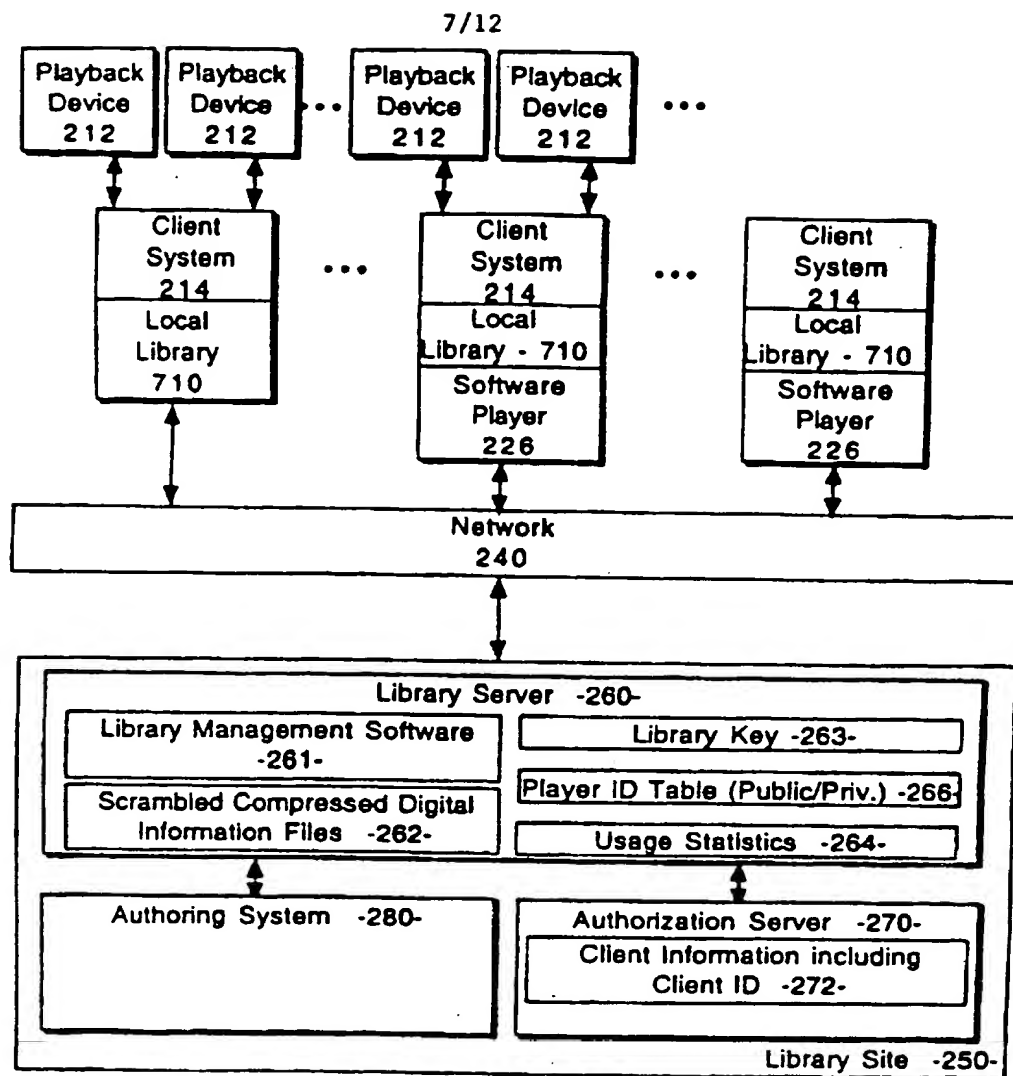 7/12
Playback Device 212
Playback Device 212
...
Playback Device 212
Playback Device 212
...
Client System 214
Local Library 710
...
Client System 214
Local Library - 710
Software Player 226
...
Client System 214
Local Library - 710
Software Player 226
Network
240
Library Server -260-
Library Management Software
-261-
Scrambled Compressed Digital
Information Files -262-
Library Key -263-
Player ID Table (Public/Priv.) -266-
Usage Statistics -264-
Authoring System -280-
Authorization Server -270-
Client Information including
Client ID -272-
Library Site -250-